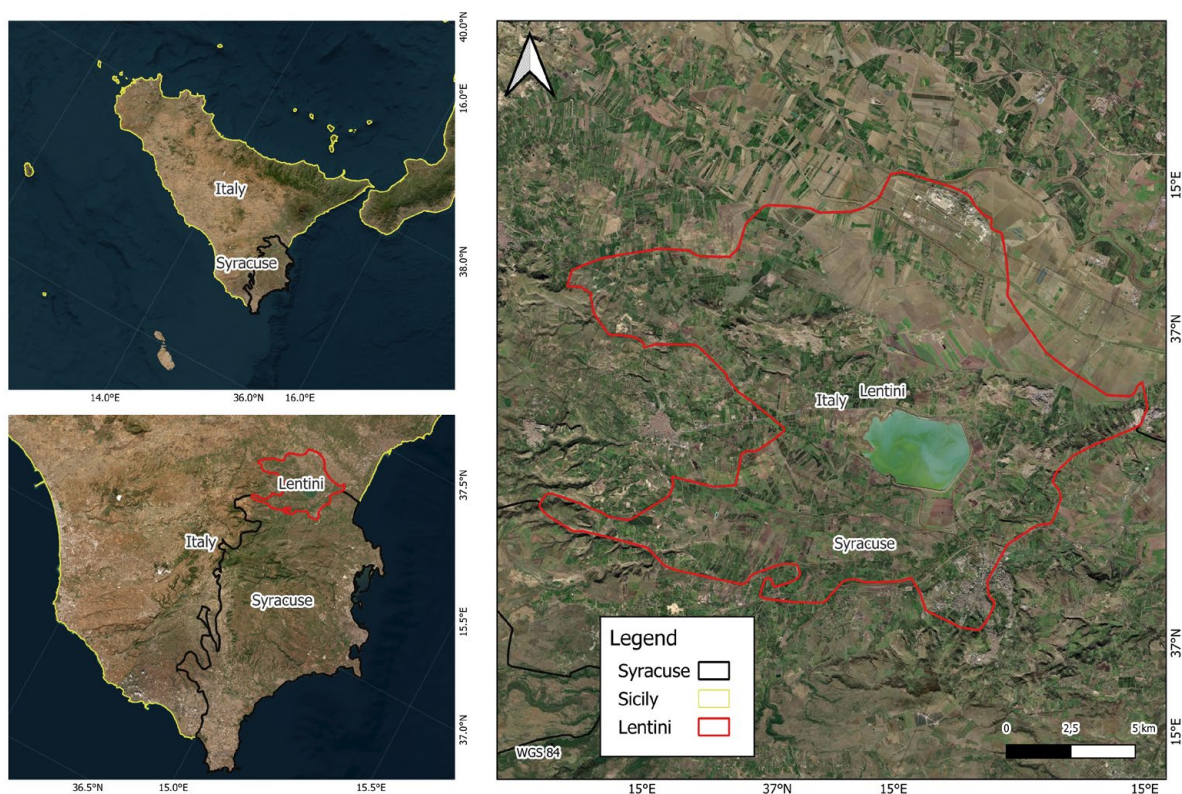 40.0°N
16.0°E
38.0°N
Italy
Syracuse
14.0°E
36.0°N
16.0°E
Lentini
Italy
Syracuse
37.5°N
15.5°E
37.0°N
36.5°N
15.0°E
15.5°E
15°E
37°N
Italy
Lentini
Syracuse
Legend
Syracuse
Sicily
Lentini
WGS 84
0
2,5
5 km
37°N
15°E
15°E
37°N
15°E